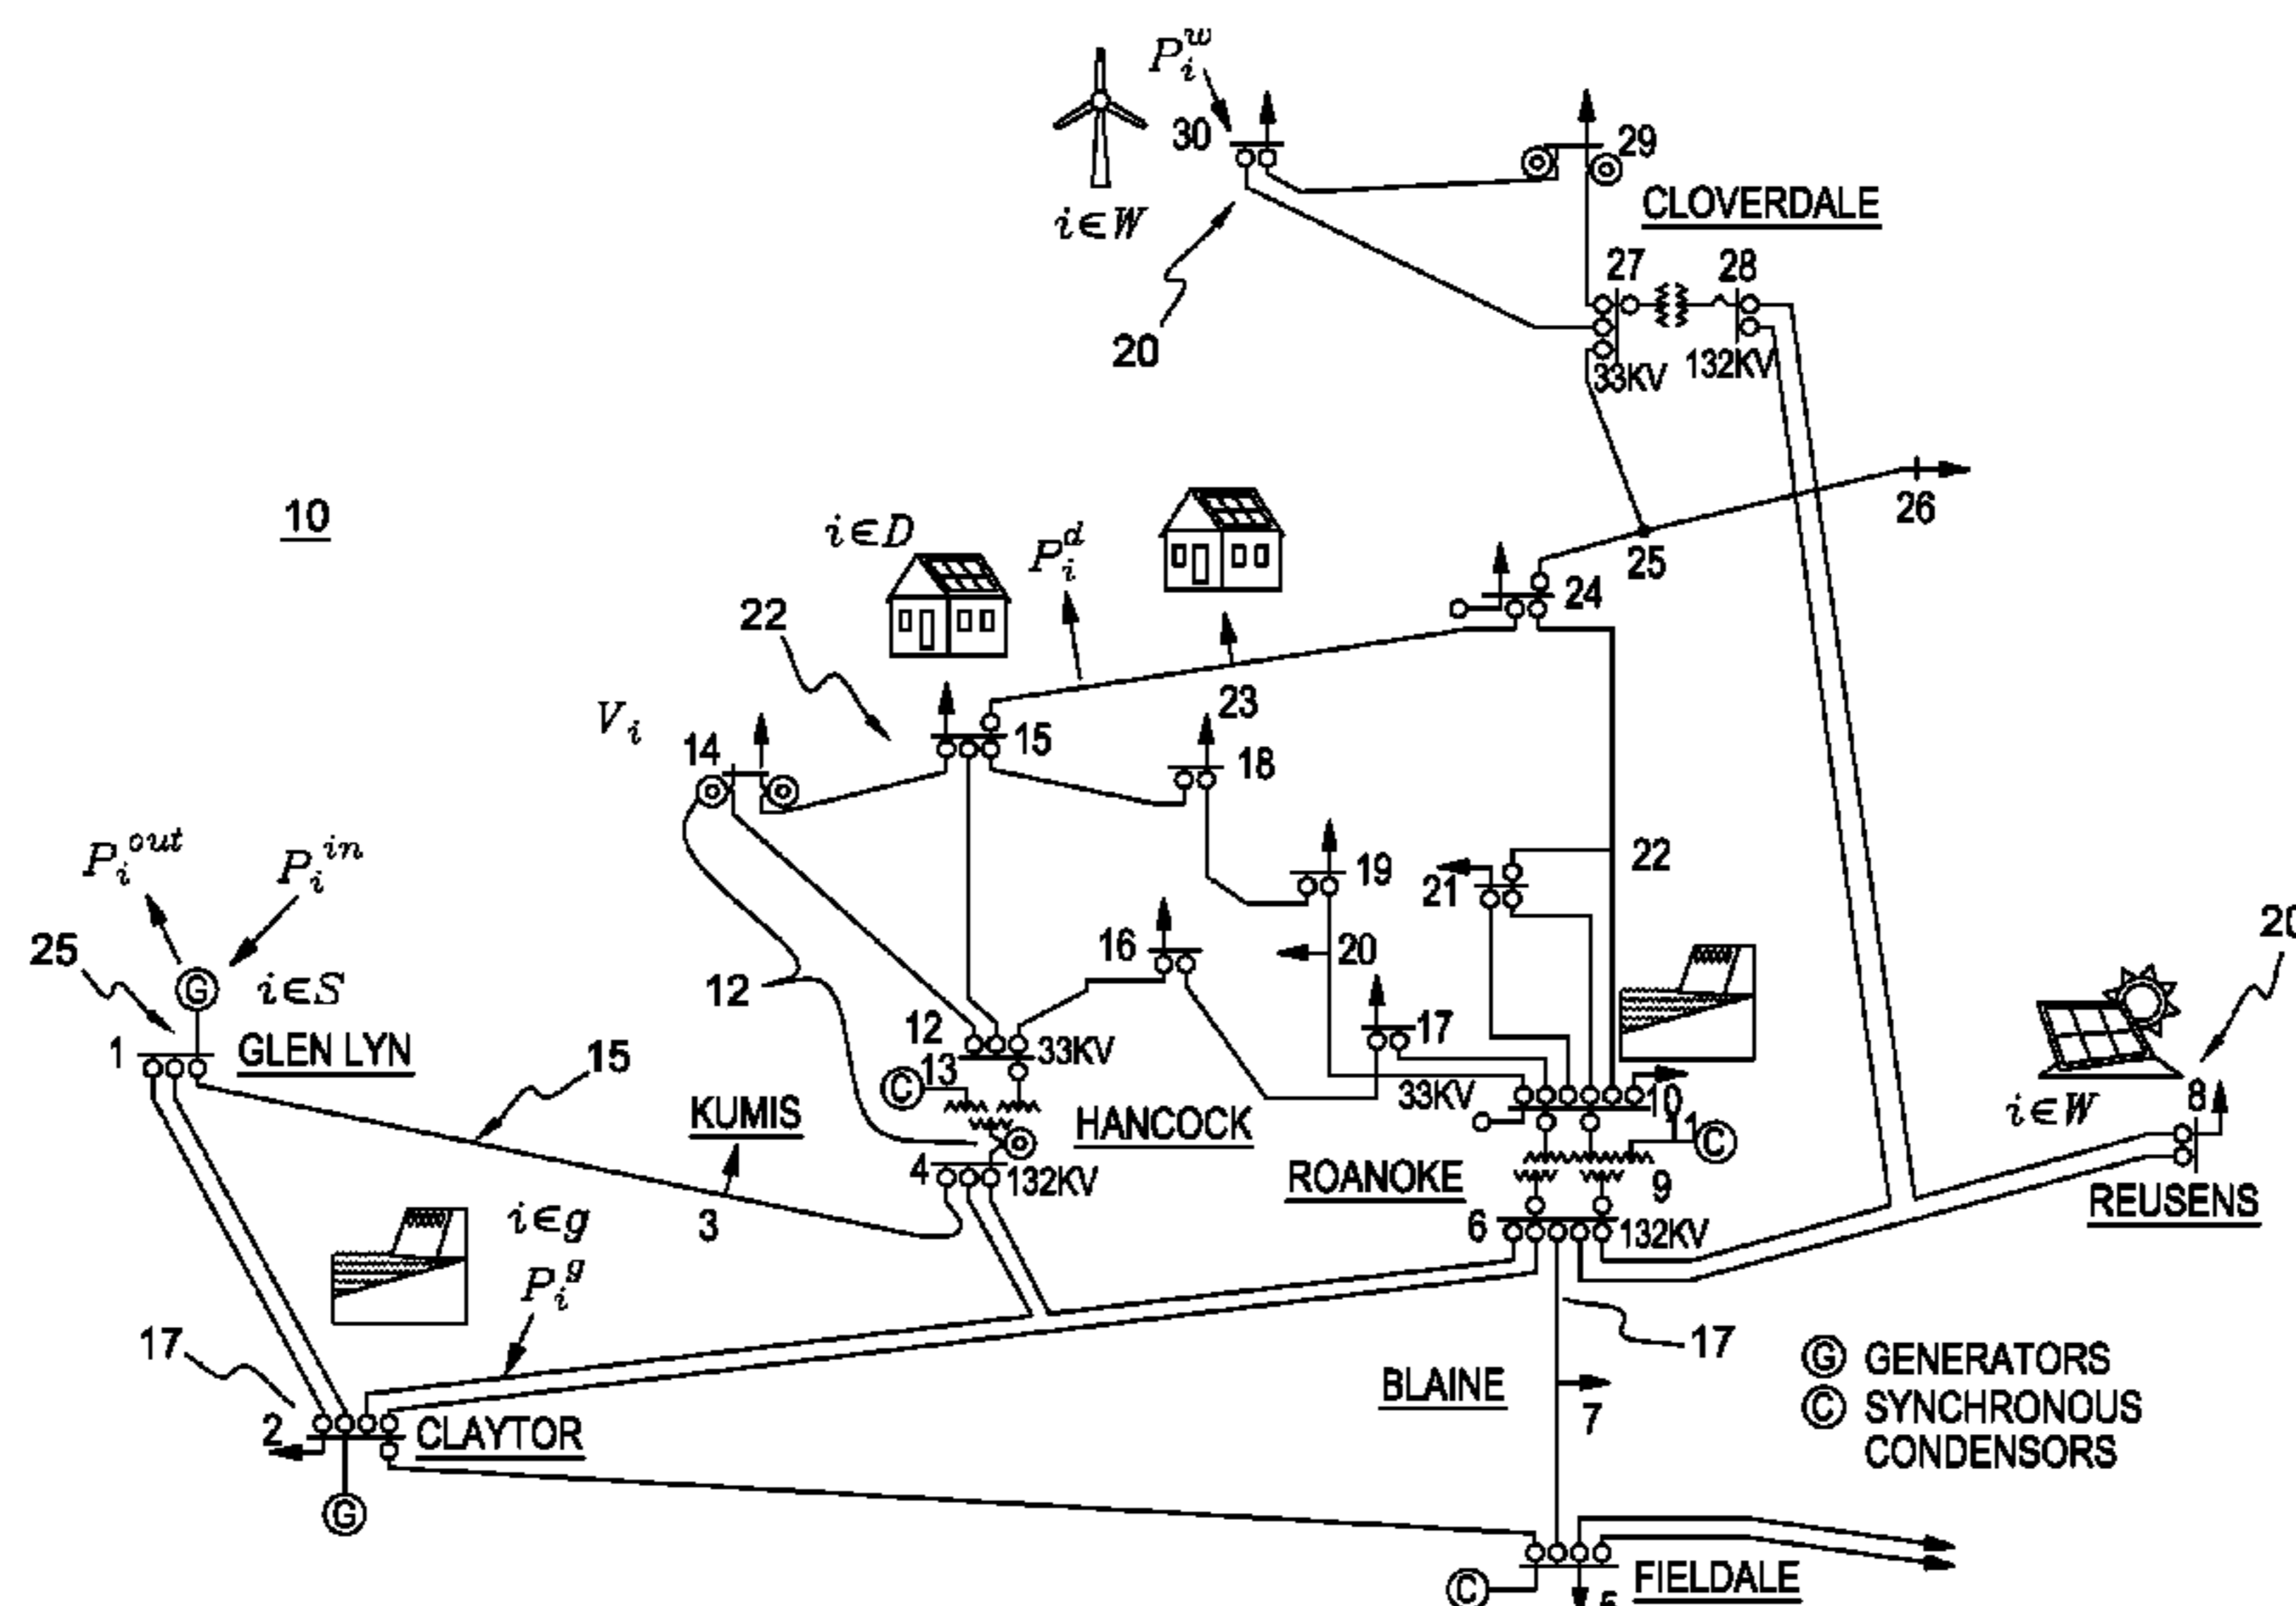 P_i^w
30
29
CLOVERDALE
i∈W
27
28
20
33KV
132KV
26
10
i∈D
P_i^d
25
24
22
23
V_i
14
15
18
P_i^out
P_i^in
19
21
22
25
G
i∈S
16
20
20
12
17
1
GLEN LYN
15
12
33KV
C
13
KUMIS
HANCOCK
33KV
10
i∈W
8
11
C
4
132KV
ROANOKE
9
3
6
132KV
REUSENS
i∈g
P_i^g
17
17
G GENERATORS
BLAINE
C SYNCHRONOUS
CONDENSORS
7
2
CLAYTOR
G
C
FIELDALE